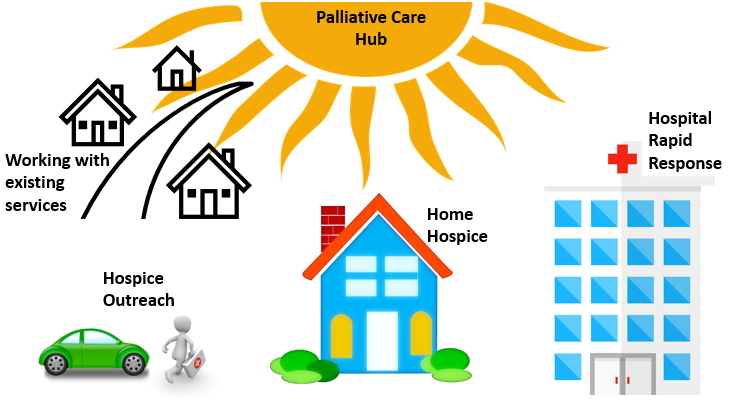 Palliative Care
Hub
Hospital
Rapid
Response
Working with
existing
services
Home
Hospice
Hospice
Outreach